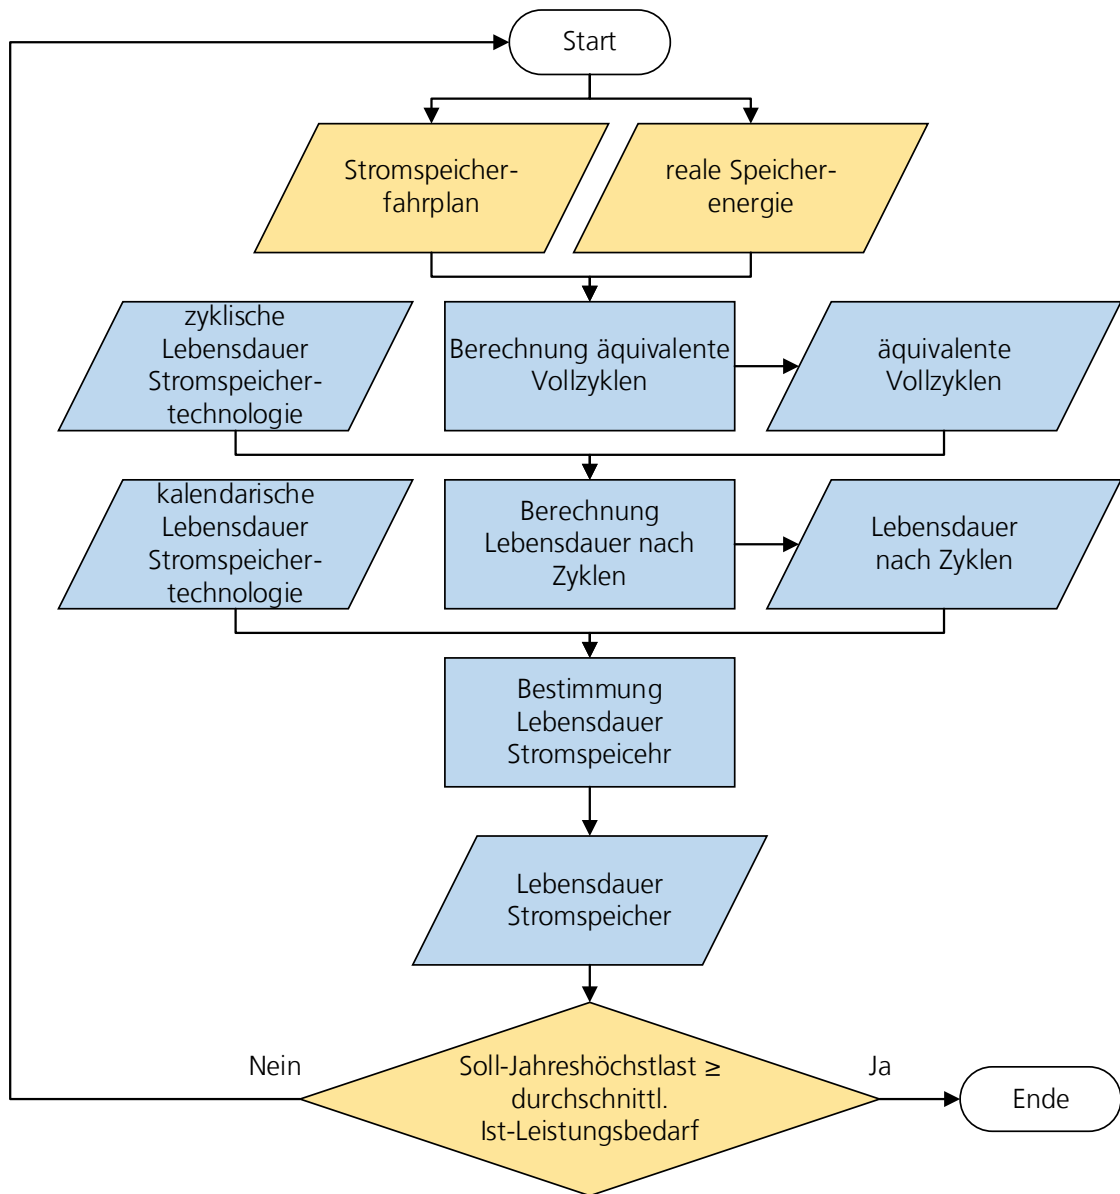 Start
Stromspeicher-
fahrplan
reale Speicher-
energie
zyklische
Lebensdauer
Stromspeicher-
technologie
Berechnung äquivalente
Vollzyklen
äquivalente
Vollzyklen
kalendarische
Lebensdauer
Stromspeicher-
technologie
Berechnung
Lebensdauer nach
Zyklen
Lebensdauer
nach Zyklen
Bestimmung
Lebensdauer
Stromspeicehr
Lebensdauer
Stromspeicher
Nein
Soll-Jahreshöchstlast ≥
durchschnittl.
Ist-Leistungsbedarf
Ja
Ende